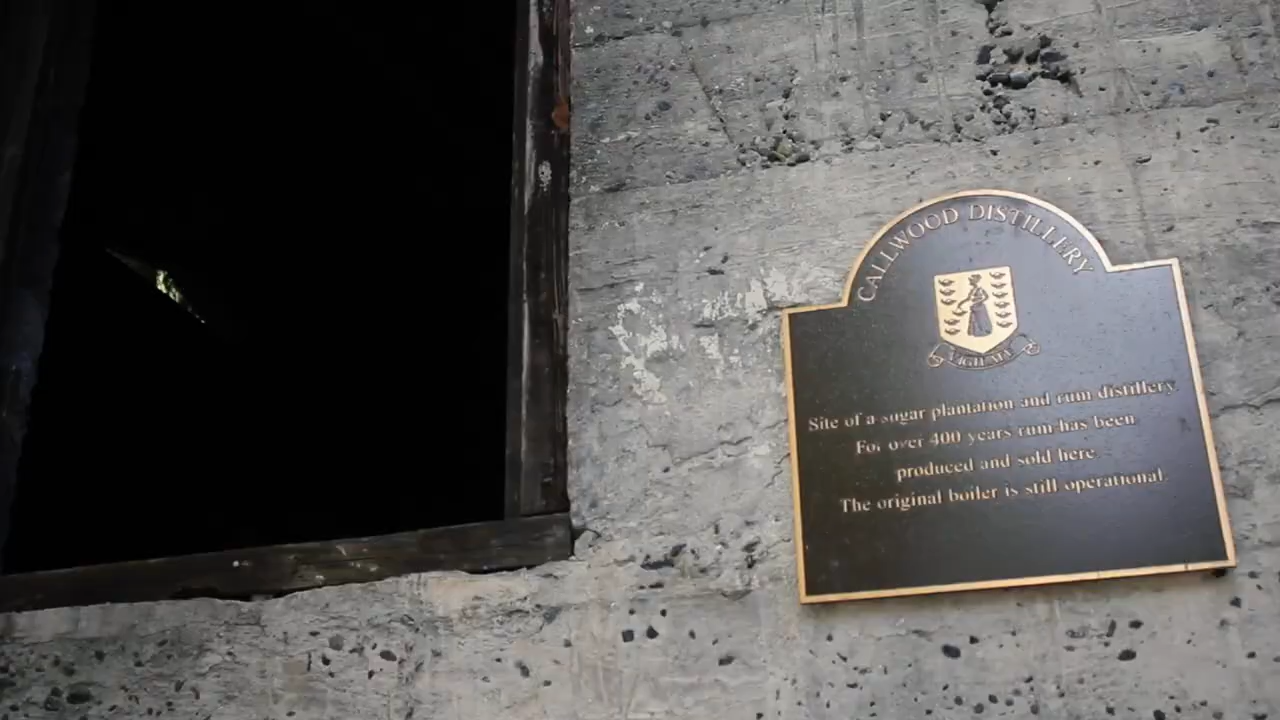 CALLWOOD DISTILLERY
VIGILATE
Site of a sugar plantation and rum distillery.
For over 400 years rum has been
produced and sold here.
The original boiler is still operational.